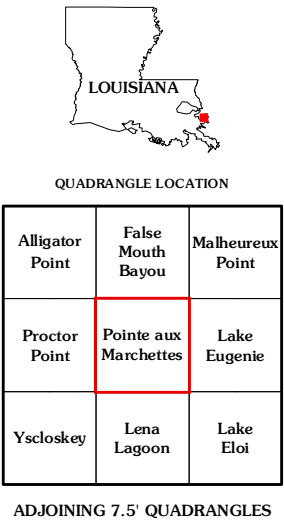 LOUISIANA
QUADRANGLE LOCATION
Alligator
Point
False
Mouth
Bayou
Malheureux
Point
Proctor
Point
Pointe aux
Marchettes
Lake
Eugenie
Yscloskey
Lena
Lagoon
Lake
Eloi
ADJOINING 7.5' QUADRANGLES